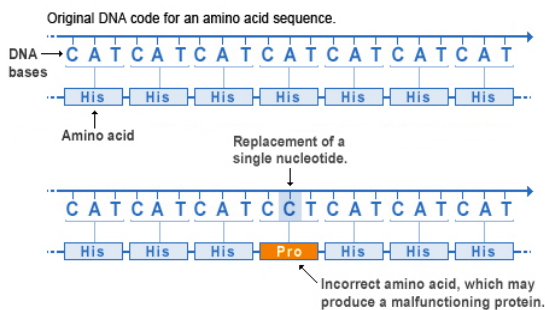 Original DNA code for an amino acid sequence.
DNA bases
C A T C A T C A T C A T C A T C A T C A T
His His His His His His His
Amino acid
Replacement of a
single nucleotide.
C A T C A T C A T C C T C A T C A T C A T
His His His Pro His His His
Incorrect amino acid, which may
produce a malfunctioning protein.